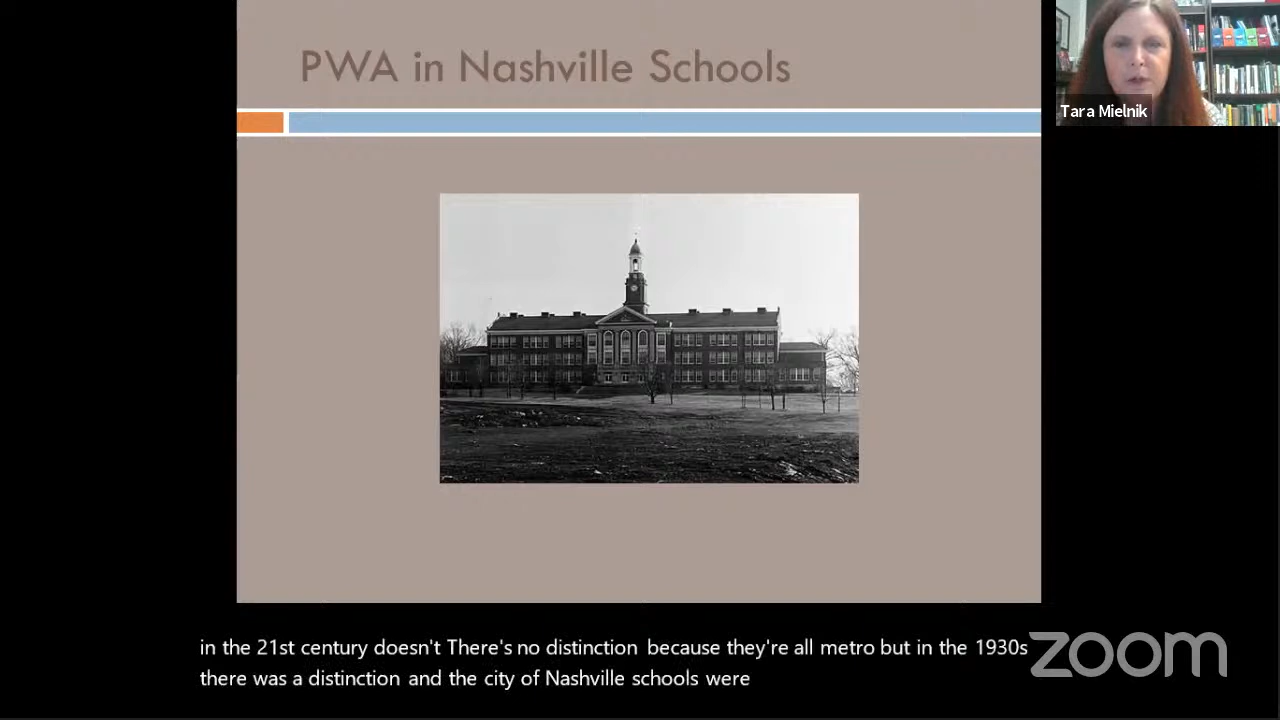 PWA in Nashville Schools
Tara Mielnik
in the 21st century doesn't There's no distinction because they're all metro but in the 1930s
there was a distinction and the city of Nashville schools were
zoom